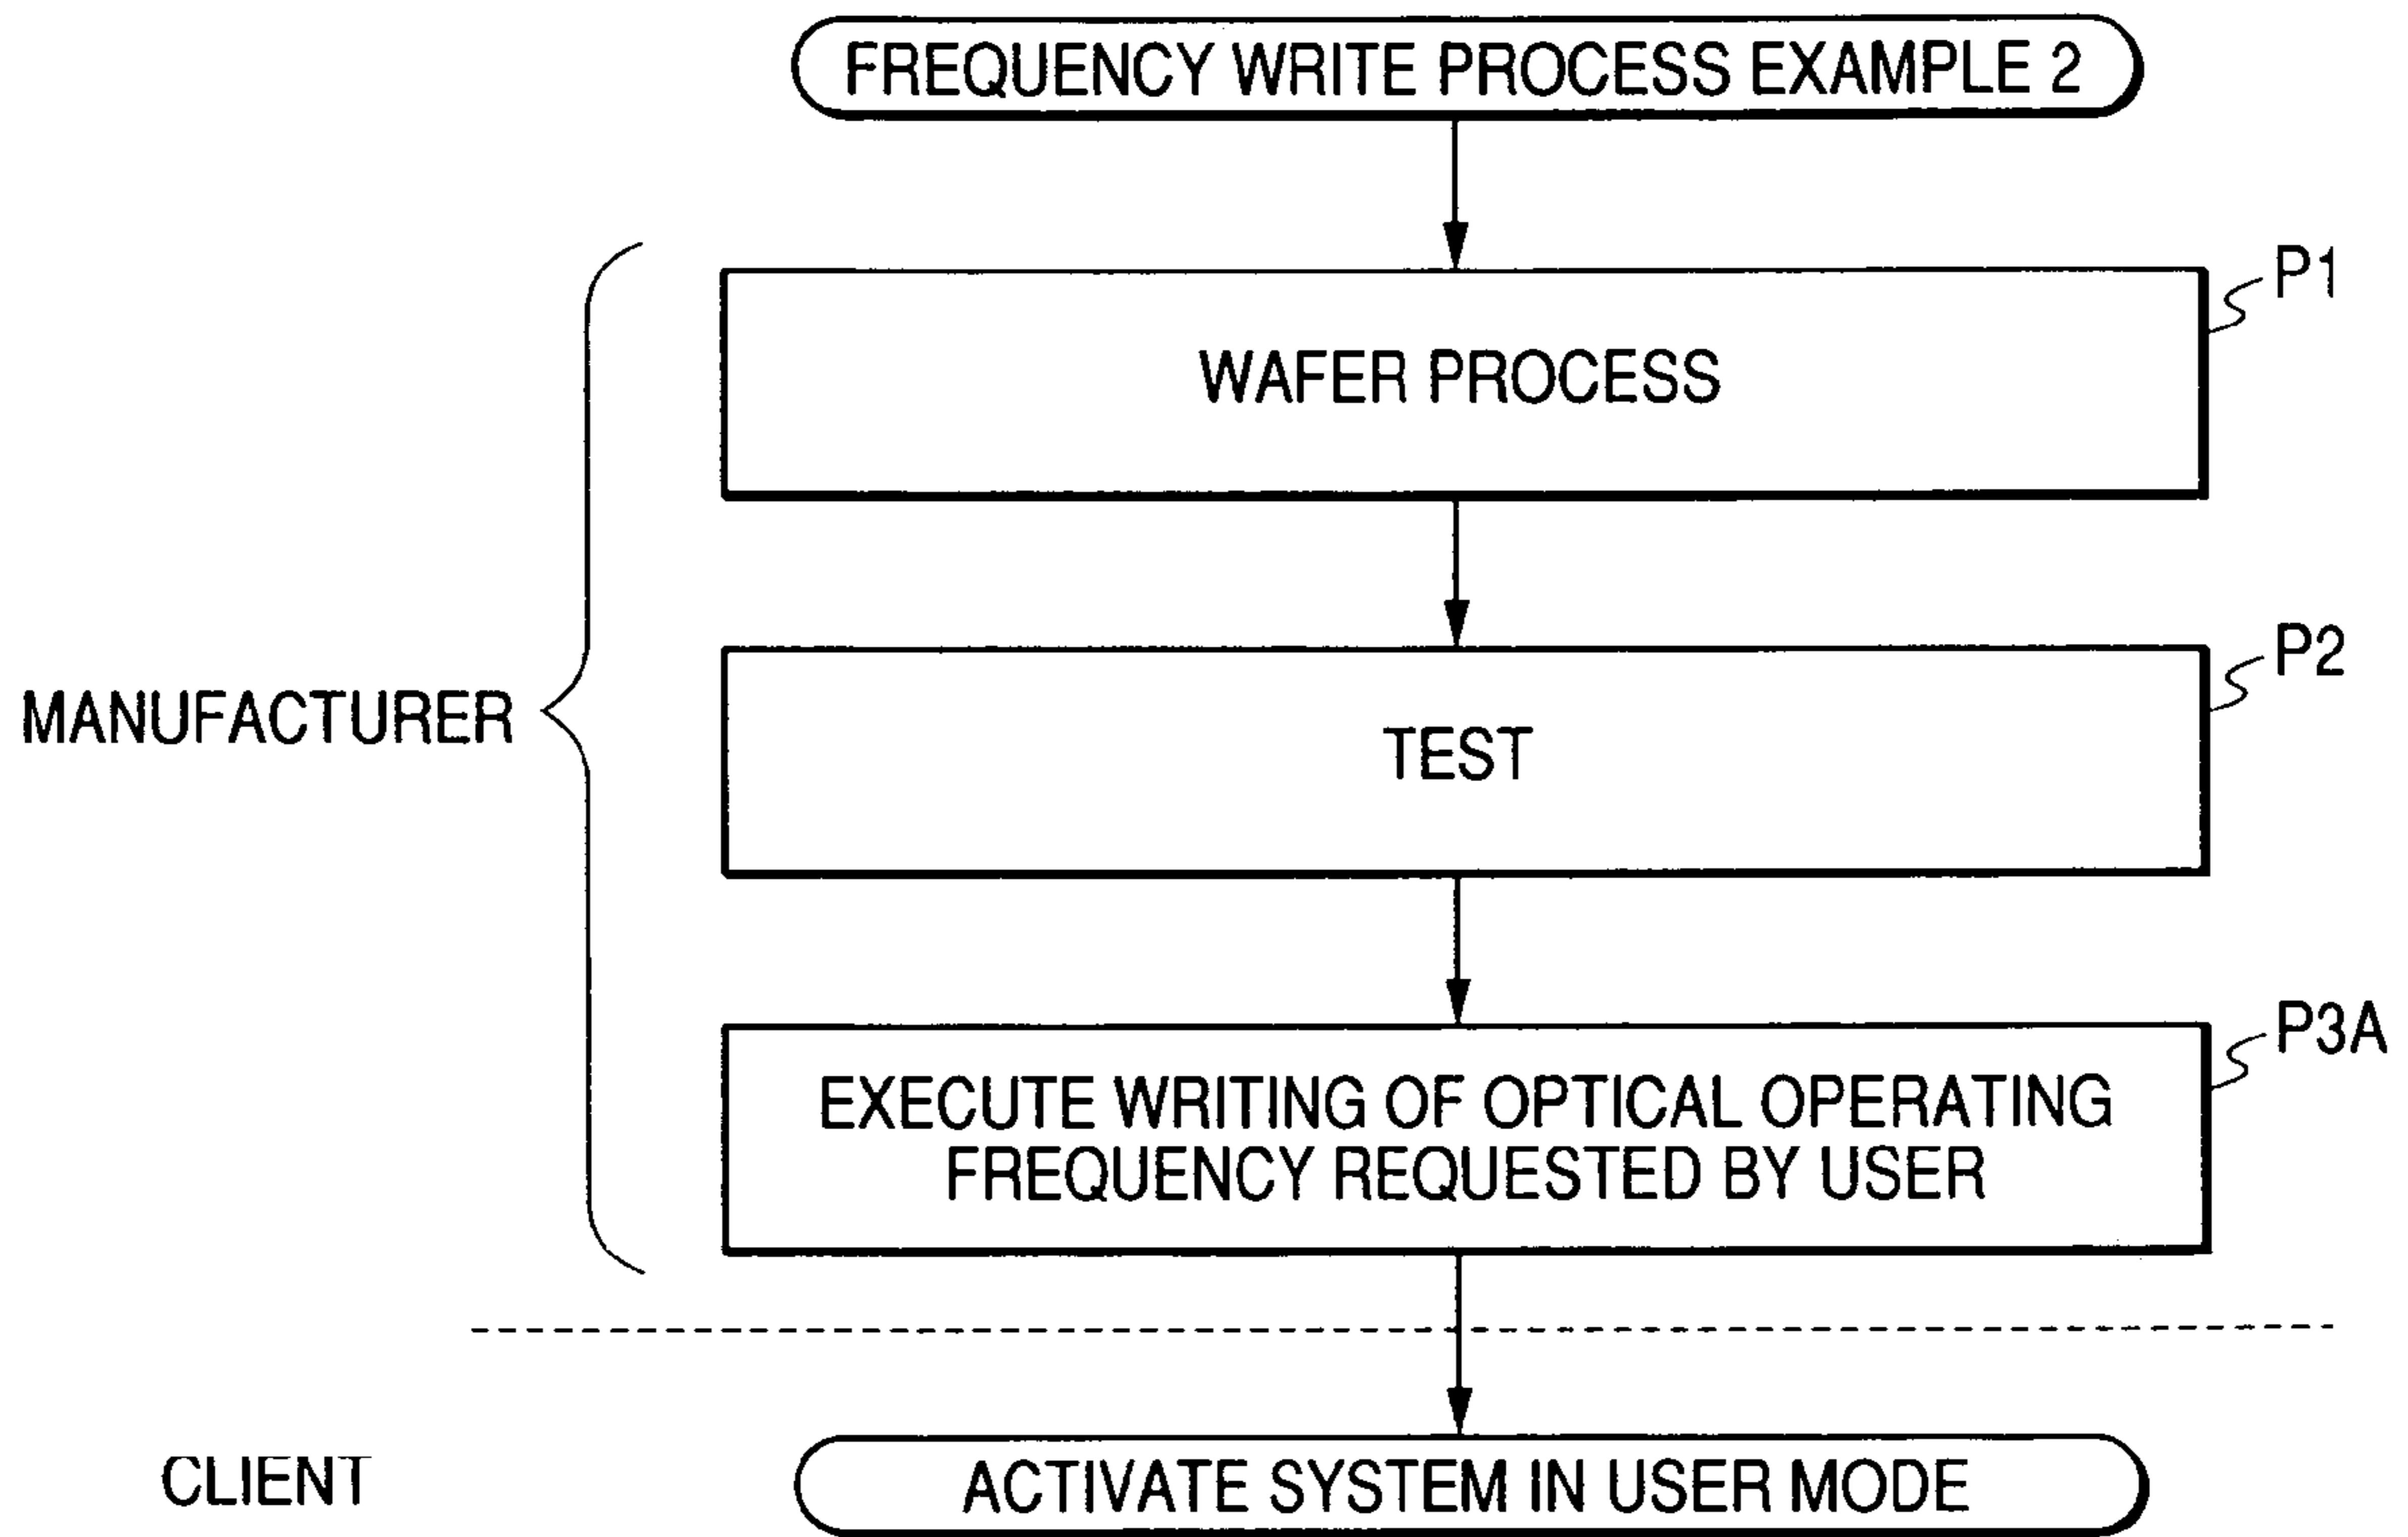 FREQUENCY WRITE PROCESS EXAMPLE 2
P1
WAFER PROCESS
P2
MANUFACTURER
TEST
P3A
EXECUTE WRITING OF OPTICAL OPERATING
FREQUENCY REQUESTED BY USER
CLIENT
ACTIVATE SYSTEM IN USER MODE